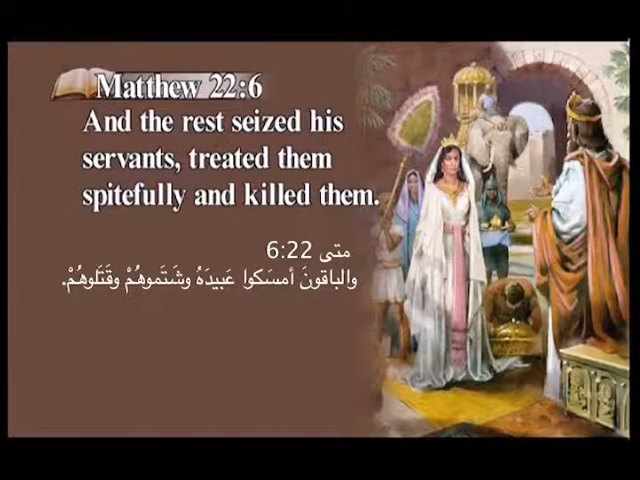 Matthew 22:6
And the rest seized his
servants, treated them
spitefully and killed them.
متى 6:22
والباقونَ أمسَكوا عَبيدَهُ وشَتَموهُمْ وقَتَلوهُمْ.